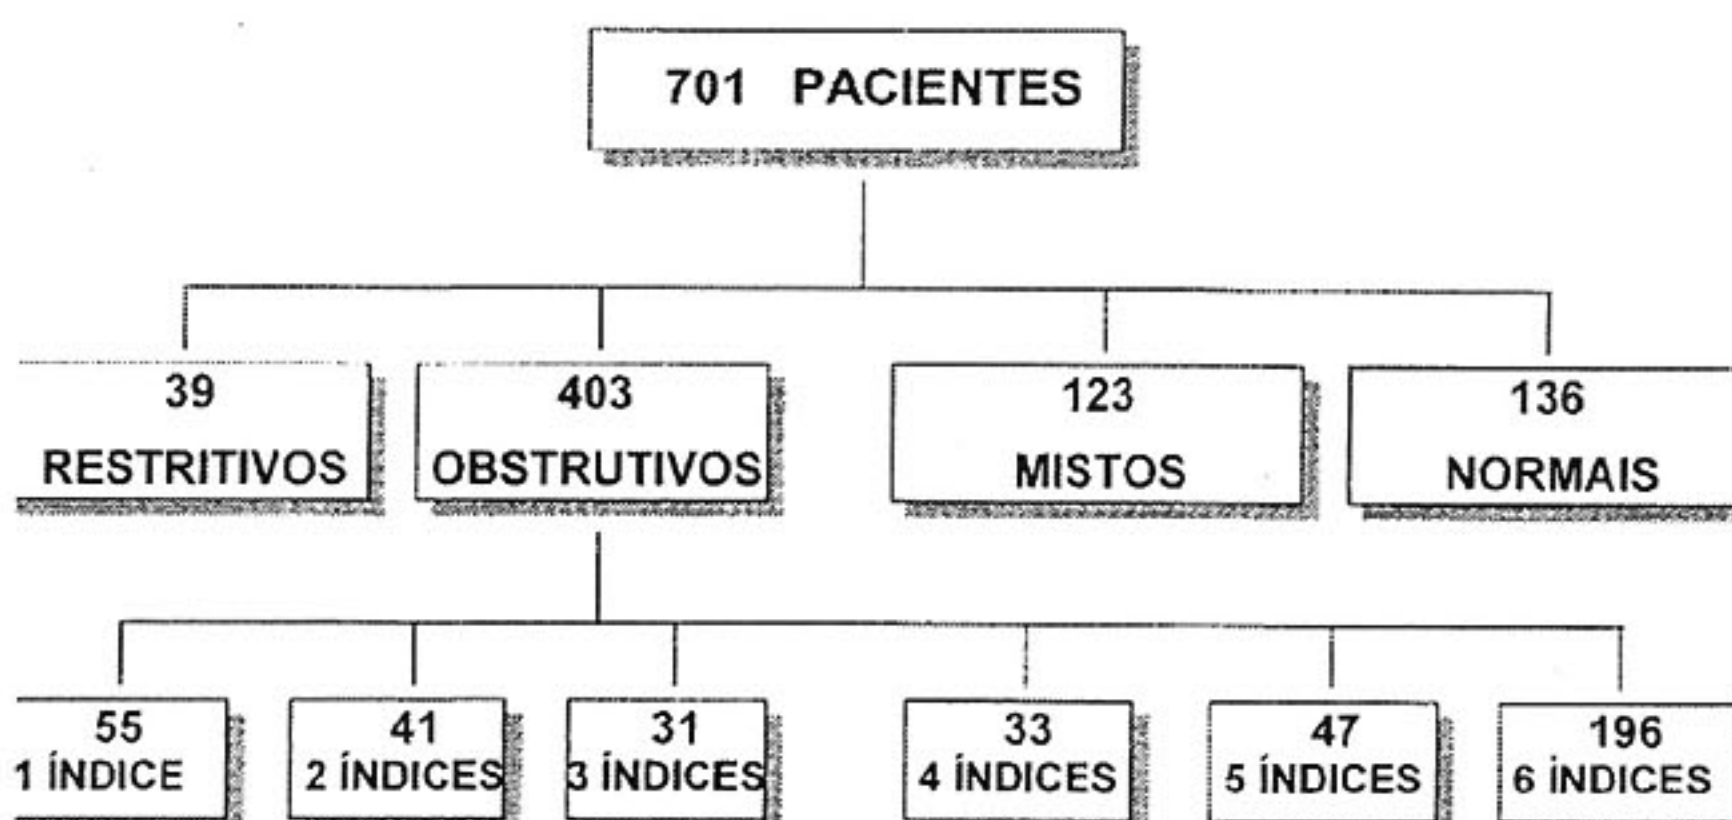 701 PACIENTES
39
RESTRITIVOS
403
OBSTRUTIVOS
123
MISTOS
136
NORMAIS
55
1 ÍNDICE
41
2 ÍNDICES
31
3 ÍNDICES
33
4 ÍNDICES
47
5 ÍNDICES
196
6 ÍNDICES